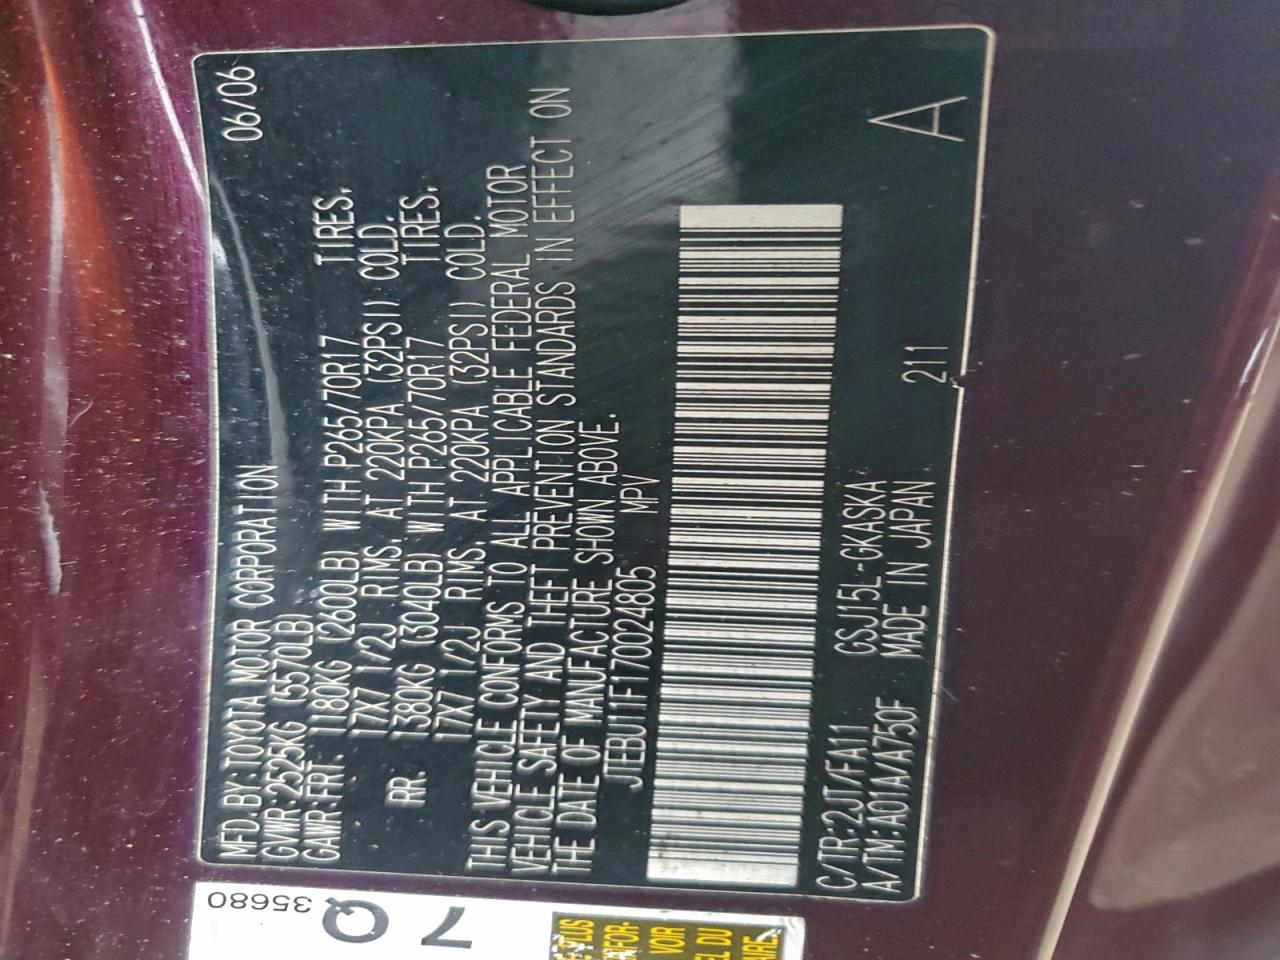 MFD.BY:TOYOTA MOTOR CORPORATION 06/06
GVWR:2525KG (5570LB)
GAWR:FRT. 1180KG (2600LB) WITH P265/70R17 TIRES,
17X7 1/2J RIMS, AT 220KPA (32PSI) COLD.
RR. 1380KG (3040LB) WITH P265/70R17 TIRES,
17X7 1/2J RIMS, AT 220KPA (32PSI) COLD.
THIS VEHICLE CONFORMS TO ALL APPLICABLE FEDERAL MOTOR
VEHICLE SAFETY AND THEFT PREVENTION STANDARDS IN EFFECT ON
THE DATE OF MANUFACTURE SHOWN ABOVE.
JTEBU11F170024805 MPV
C/TR:2JT/FA11 GSJ15L-GKASKA 211 A
A/TM:A01A/A750F MADE IN JAPAN
35680
7Q
PLUS
VOIR
EL DU